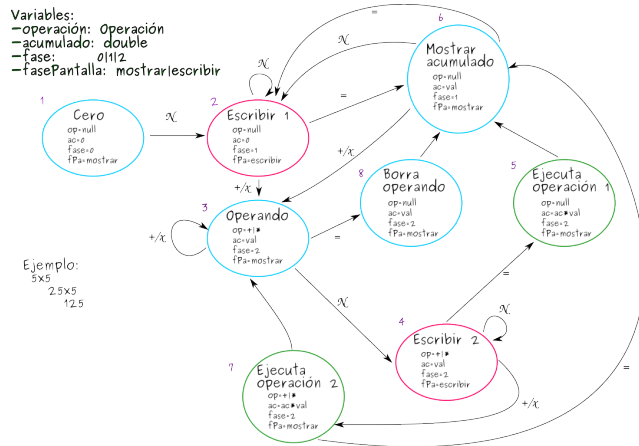 Variables:
-operación: Operación
-acumulado: double
-fase: 0|1|2
-fasePantalla: mostrar|escribir
1
Cero
op=null
ac=0
fase=0
fPa=mostrar
N
2
Escribir 1
op=null
ac=0
fase=1
fPa=escribir
N
N
=
=
6
Mostrar
acumulado
op=null
ac=val
fase=1
fPa=mostrar
+/x
+/x
3
Operando
op=+|*
ac=val
fase=2
fPa=mostrar
+/x
=
8
Borra
operando
op=null
ac=val
fase=2
fPa=mostrar
5
Ejecuta
operación 1
op=null
ac=ac*val
fase=2
fPa=mostrar
=
Ejemplo:
5x5
25x5
125
N
4
Escribir 2
op=+|*
ac=val
fase=2
fPa=escribir
N
7
Ejecuta
operación 2
op=+|*
ac=ac*val
fase=2
fPa=mostrar
+/x
=